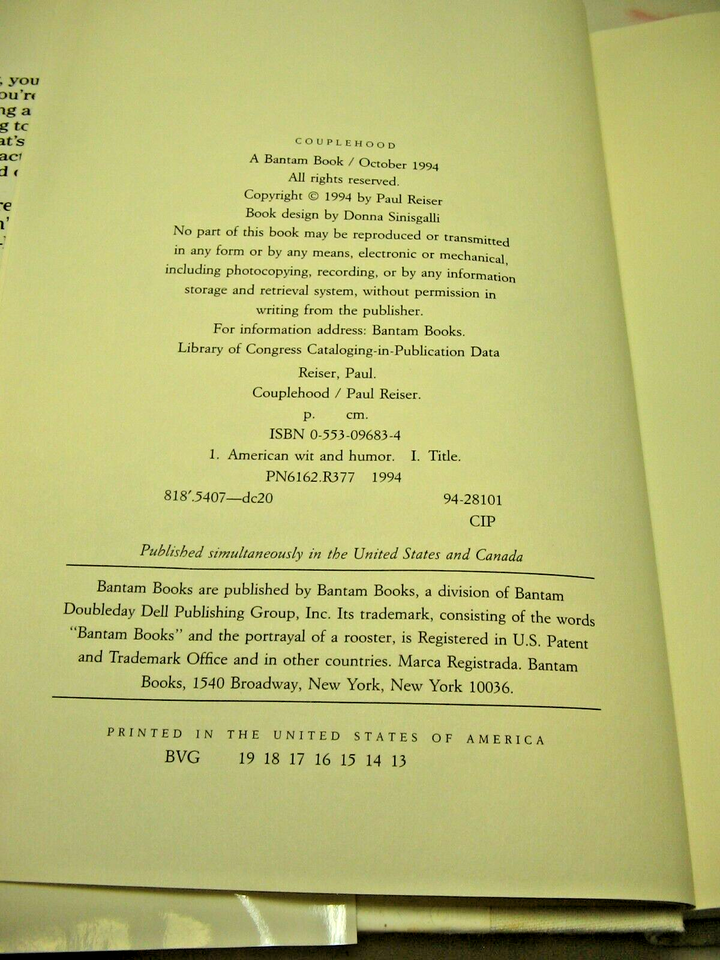 , you
ng a
at's
COUPLEHOOD
A Bantam Book / October 1994
All rights reserved.
Copyright © 1994 by Paul Reiser
Book design by Donna Sinisgalli
No part of this book may be reproduced or transmitted
in any form or by any means, electronic or mechanical,
including photocopying, recording, or by any information
storage and retrieval system, without permission in
writing from the publisher.
For information address: Bantam Books.
Library of Congress Cataloging-in-Publication Data
Reiser, Paul.
Couplehood / Paul Reiser.
p. cm.
ISBN 0-553-09683-4
1. American wit and humor. I. Title.
PN6162.R377 1994
818′.5407—dc20 94-28101
CIP
Published simultaneously in the United States and Canada
Bantam Books are published by Bantam Books, a division of Bantam
Doubleday Dell Publishing Group, Inc. Its trademark, consisting of the words
"Bantam Books" and the portrayal of a rooster, is Registered in U.S. Patent
and Trademark Office and in other countries. Marca Registrada. Bantam
Books, 1540 Broadway, New York, New York 10036.
PRINTED IN THE UNITED STATES OF AMERICA
BVG 19 18 17 16 15 14 13